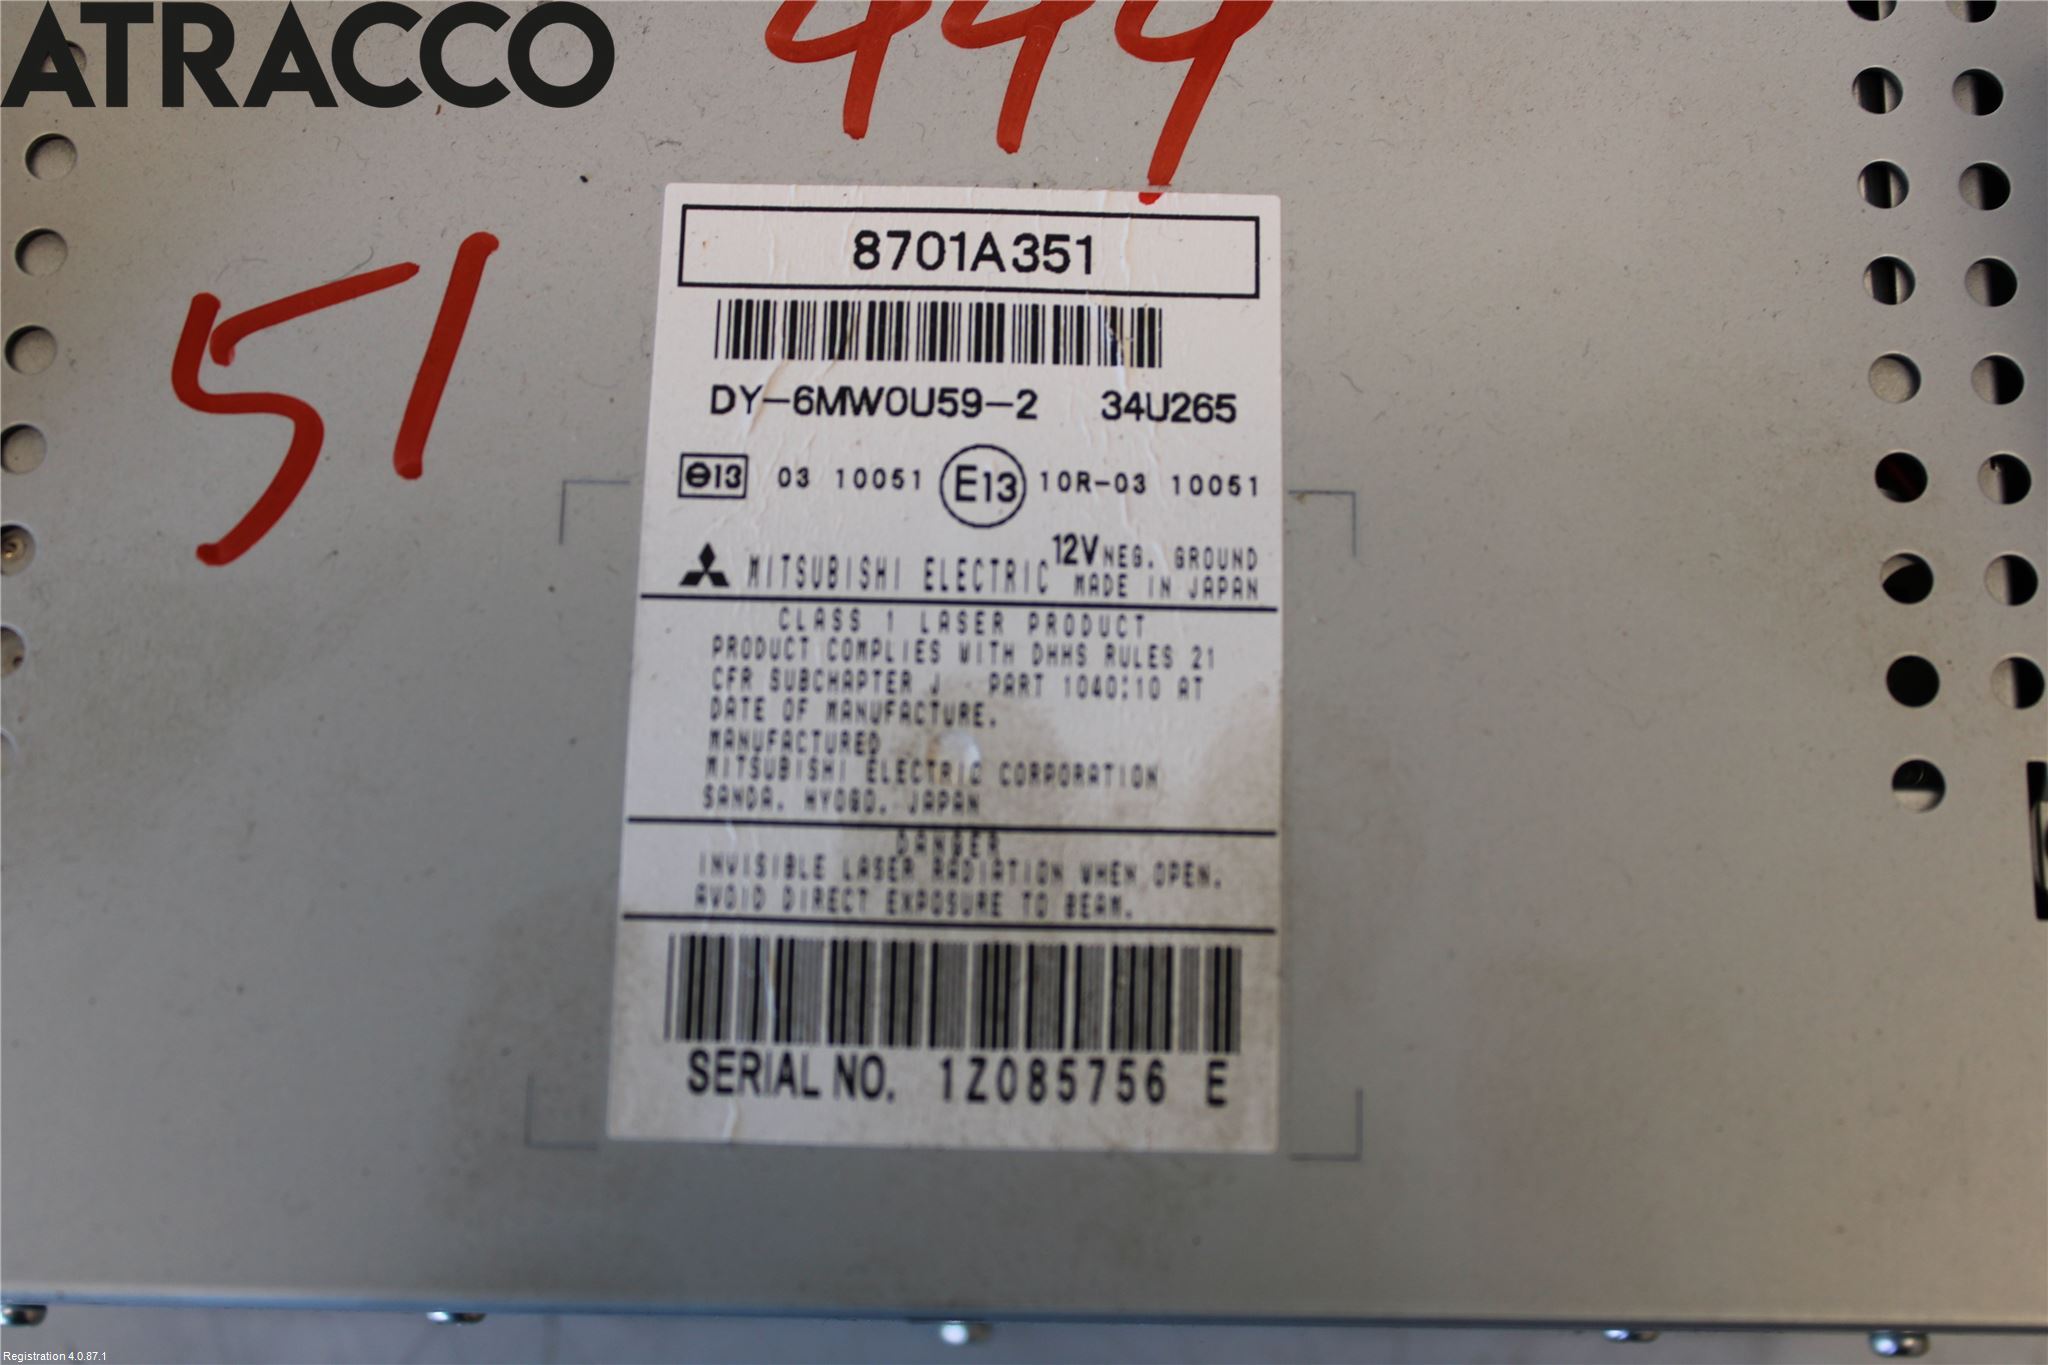 ATRACCO
51
8701A351
DY-6MW0U59-2 34U265
e13 03 10051 E13 10R-03 10051
MITSUBISHI ELECTRIC 12V NEG. GROUND
MADE IN JAPAN
CLASS 1 LASER PRODUCT
PRODUCT COMPLIES WITH DHHS RULES 21
CFR SUBCHAPTER J PART 1040:10 AT
DATE OF MANUFACTURE.
MANUFACTURED
MITSUBISHI ELECTRIC CORPORATION
SANDA. HYOGO. JAPAN
DANGER
INVISIBLE LASER RADIATION WHEN OPEN.
AVOID DIRECT EXPOSURE TO BEAM.
SERIAL NO. 1Z085756 E
Registration 4.0.87.1